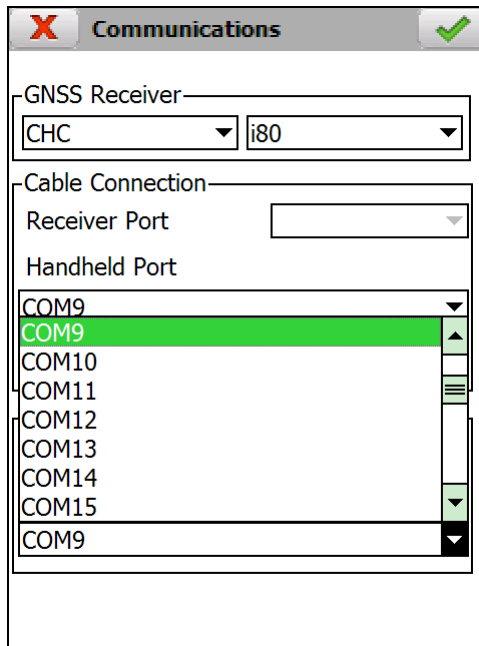 Communications
GNSS Receiver
CHC i80
Cable Connection
Receiver Port
Handheld Port
COM9
COM9
COM10
COM11
COM12
COM13
COM14
COM15
COM9